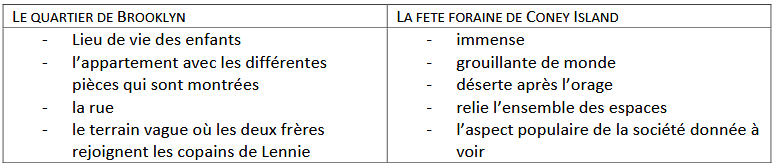 LE QUARTIER DE BROOKLYN
- Lieu de vie des enfants
- l'appartement avec les différentes
pièces qui sont montrées
- la rue
- le terrain vague où les deux frères
rejoignent les copains de Lennie
LA FETE FORAINE DE CONEY ISLAND
- immense
- grouillante de monde
- déserte après l'orage
- relie l'ensemble des espaces
- l'aspect populaire de la société donnée à
voir